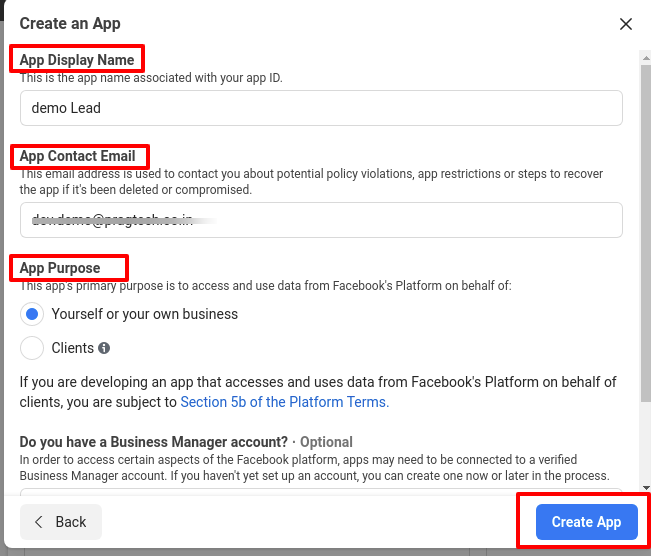 Create an App
App Display Name
This is the app name associated with your app ID.
demo Lead
App Contact Email
This email address is used to contact you about potential policy violations, app restrictions or steps to recover
the app if it's been deleted or compromised.
App Purpose
This app's primary purpose is to access and use data from Facebook's Platform on behalf of:
Yourself or your own business
Clients
If you are developing an app that accesses and uses data from Facebook's Platform on behalf of
clients, you are subject to Section 5b of the Platform Terms.
Do you have a Business Manager account? · Optional
In order to access certain aspects of the Facebook platform, apps may need to be connected to a verified
Business Manager account. If you haven't yet set up an account, you can create one now or later in the process.
Back
Create App